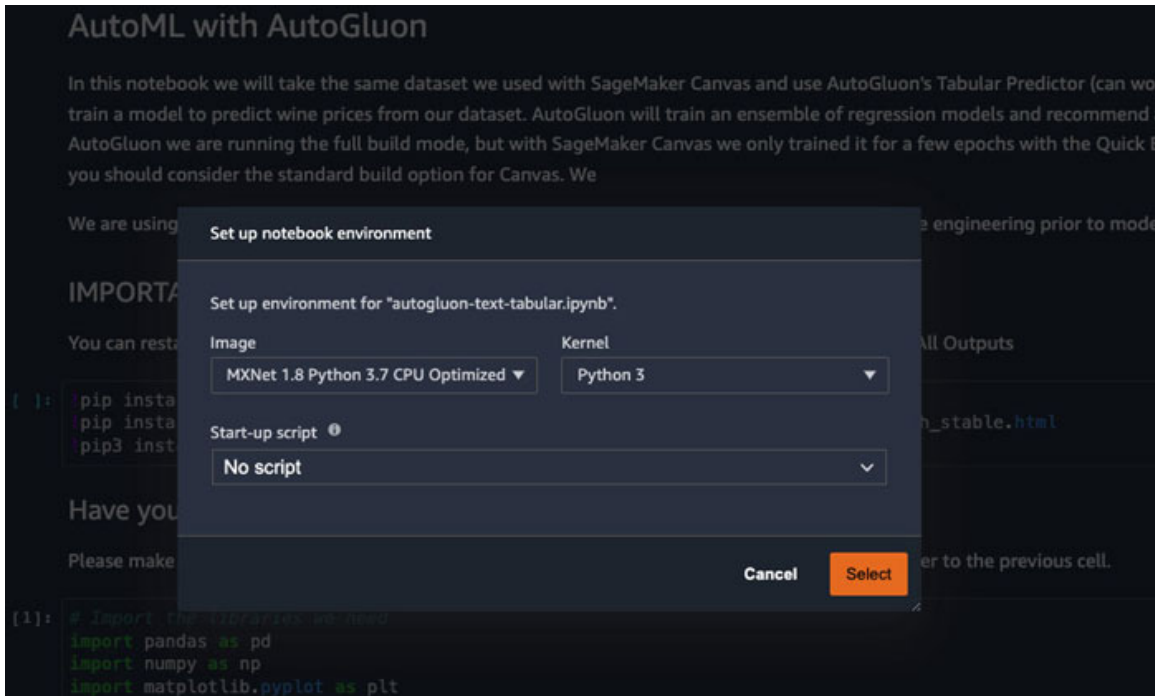 AutoML with AutoGluon
In this notebook we will take the same dataset we used with SageMaker Canvas and use AutoGluon's Tabular Predictor (can wo
train a model to predict wine prices from our dataset. AutoGluon will train an ensemble of regression models and recommend
AutoGluon we are running the full build mode, but with SageMaker Canvas we only trained it for a few epochs with the Quick
you should consider the standard build option for Canvas. We
We are using
engineering prior to mode
Set up notebook environment
IMPORTA
Set up environment for "autogluon-text-tabular.ipynb".
You can resta
All Outputs
Image
Kernel
MXNet 1.8 Python 3.7 CPU Optimized
Python 3
[ ]: !pip insta
!pip insta
h_stable.html
!pip3 inst
Start-up script
No script
Have you
Please make
er to the previous cell.
Cancel
Select
[1]: # Import the libraries we need
import pandas as pd
import numpy as np
import matplotlib.pyplot as plt